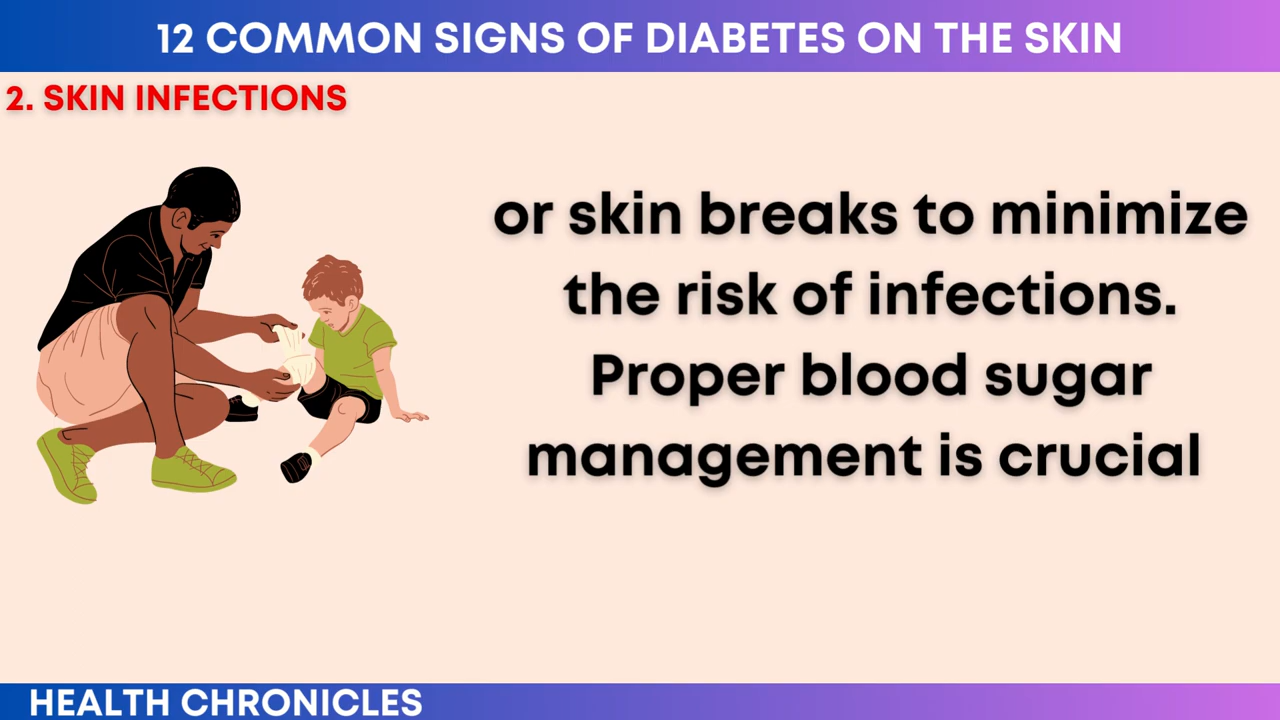 12 COMMON SIGNS OF DIABETES ON THE SKIN
2. SKIN INFECTIONS
or skin breaks to minimize
the risk of infections.
Proper blood sugar
management is crucial
HEALTH CHRONICLES